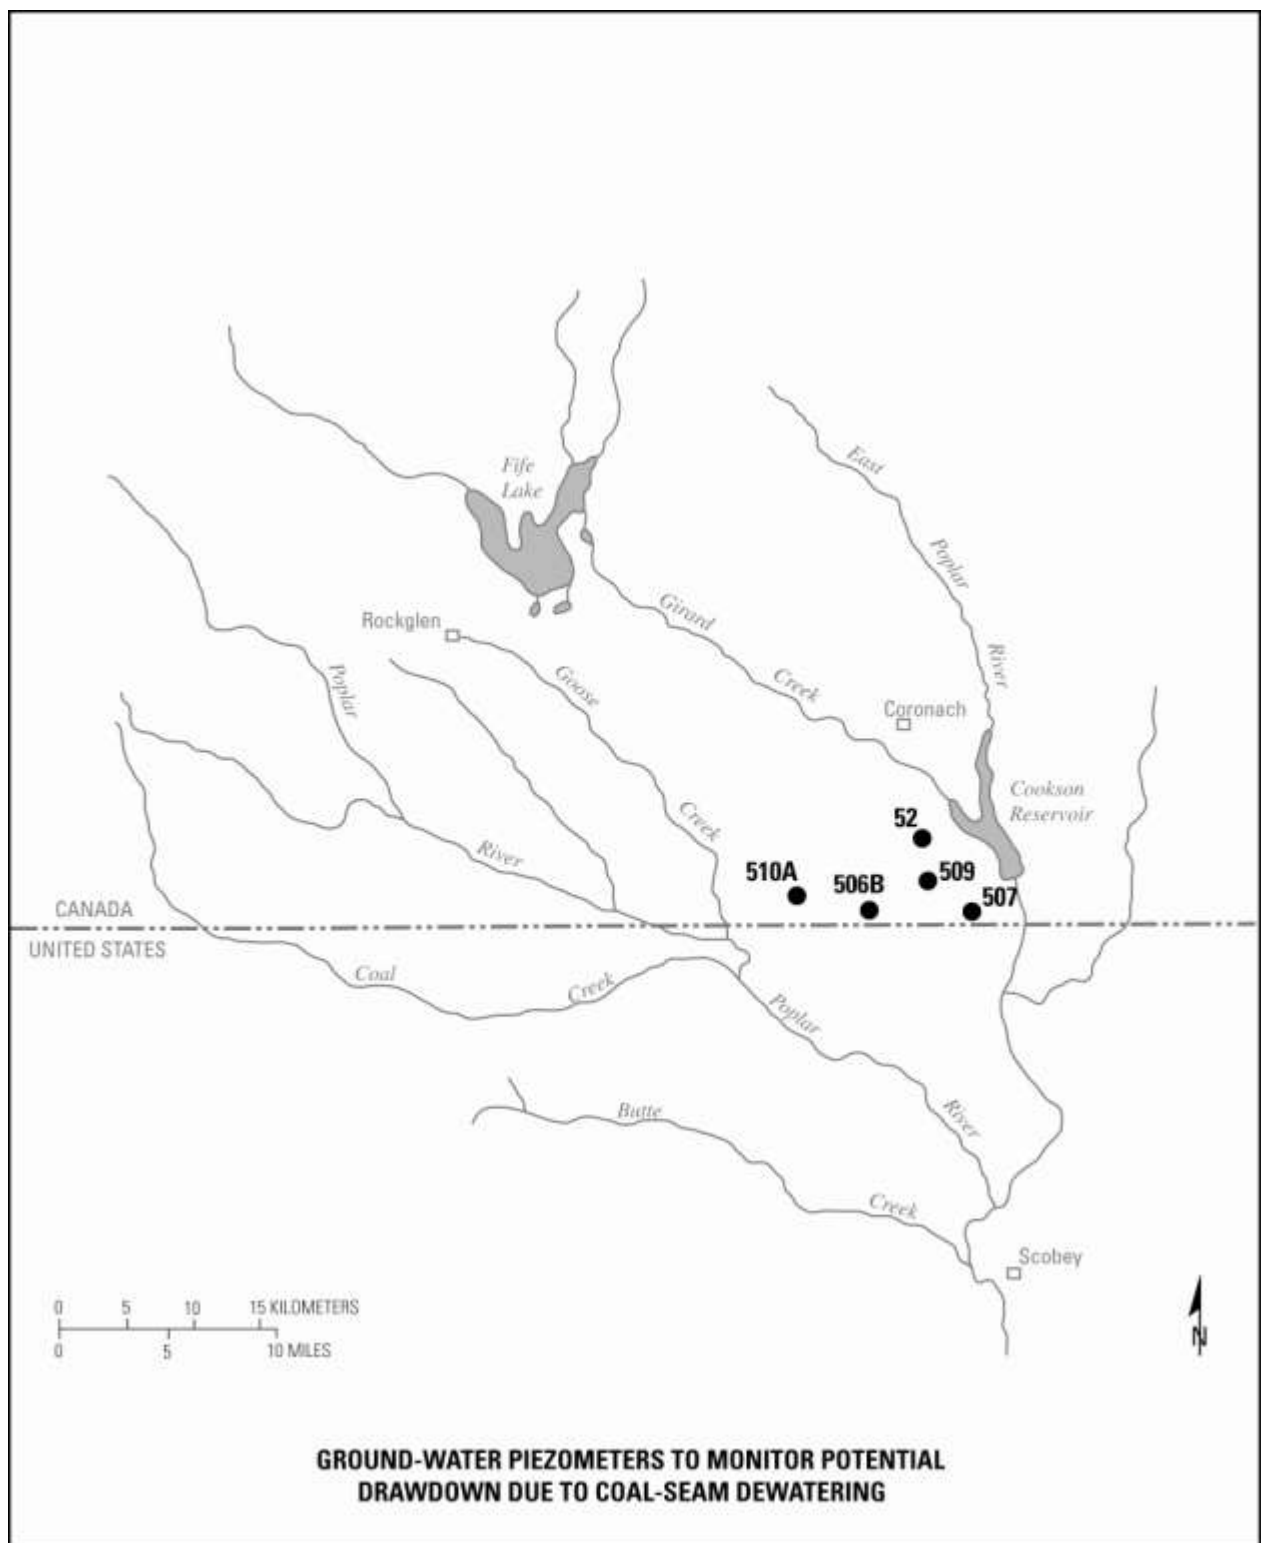 Fife
Lake
East
Poplar
River
Girard
Creek
Rockglen
Goose
Creek
Poplar
River
Coronach
Cookson
Reservoir
52
510A
506B
509
507
CANADA
UNITED STATES
Coal
Creek
Poplar
River
Butte
Creek
Scobey
0 5 10 15 KILOMETERS
0 5 10 MILES
N
GROUND-WATER PIEZOMETERS TO MONITOR POTENTIAL
DRAWDOWN DUE TO COAL-SEAM DEWATERING